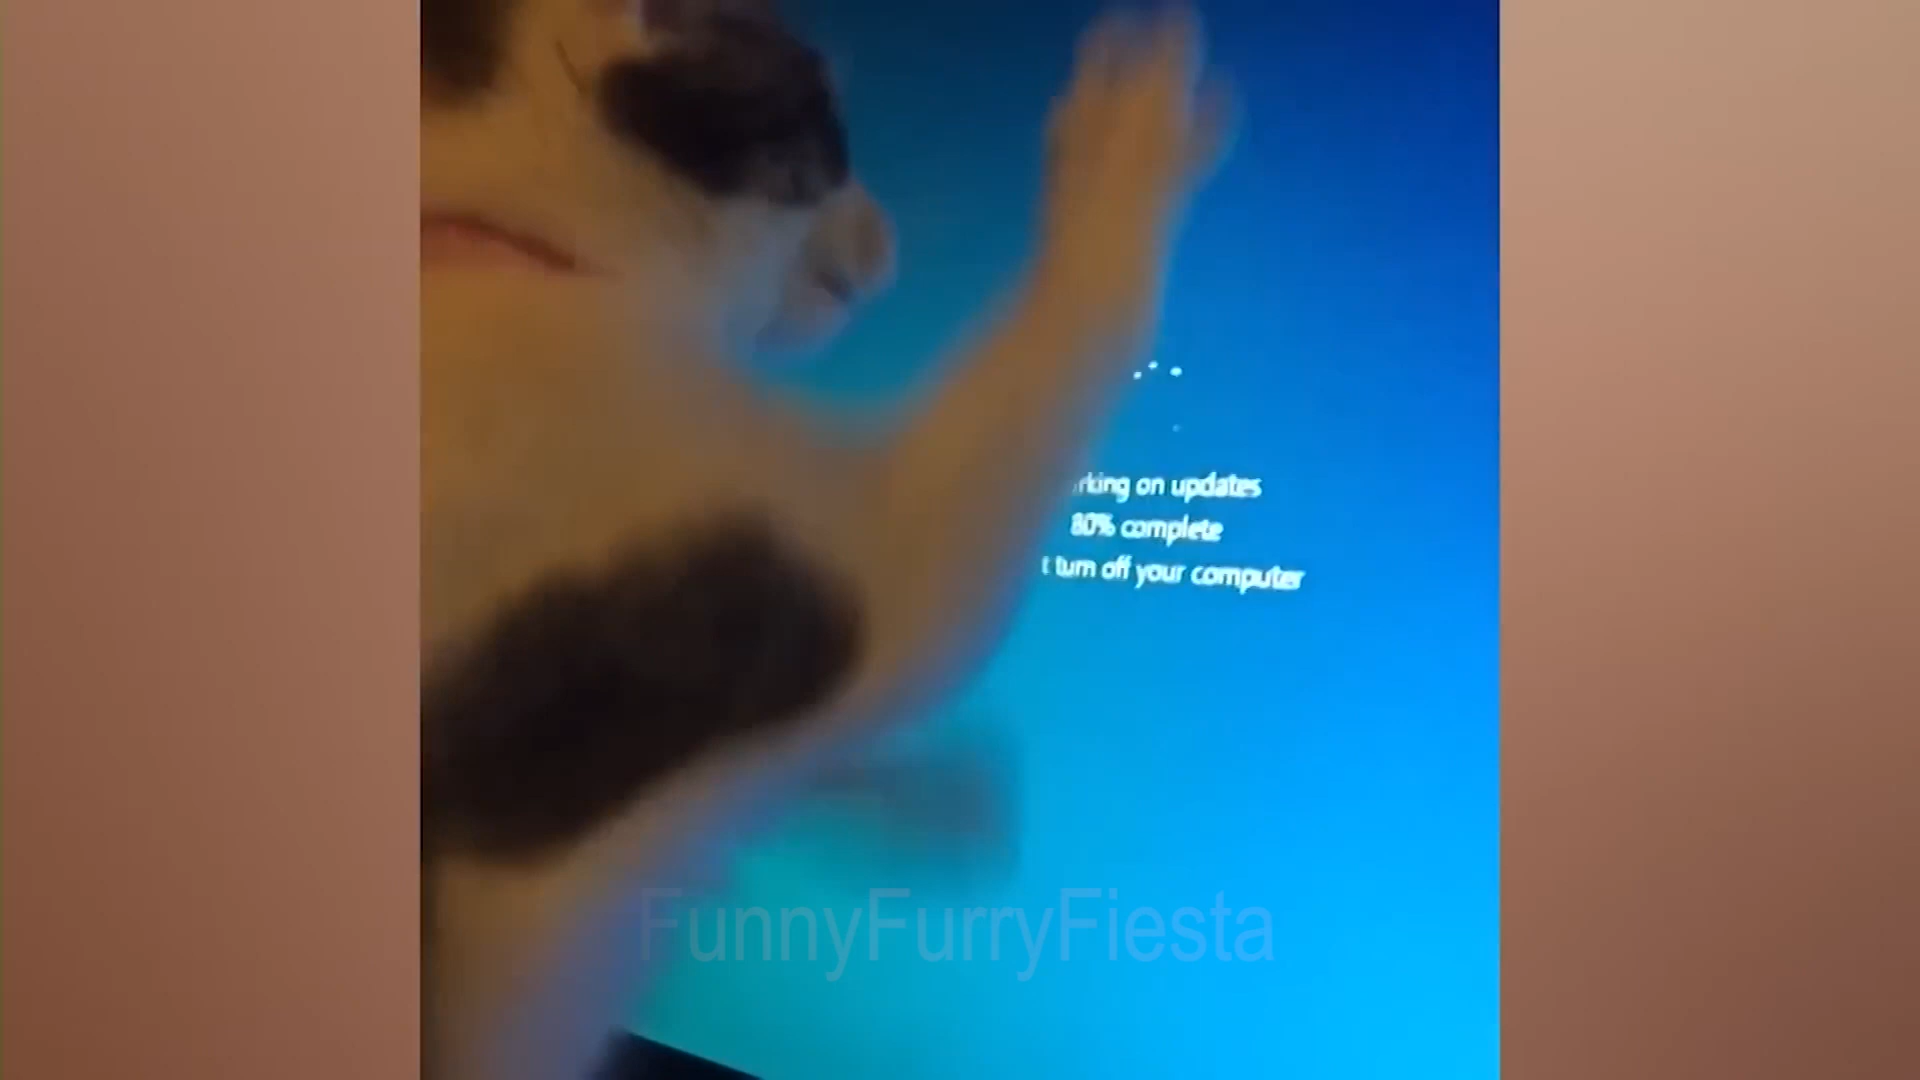 rking on updates
80% complete
t turn off your computer
FunnyFurryFiesta